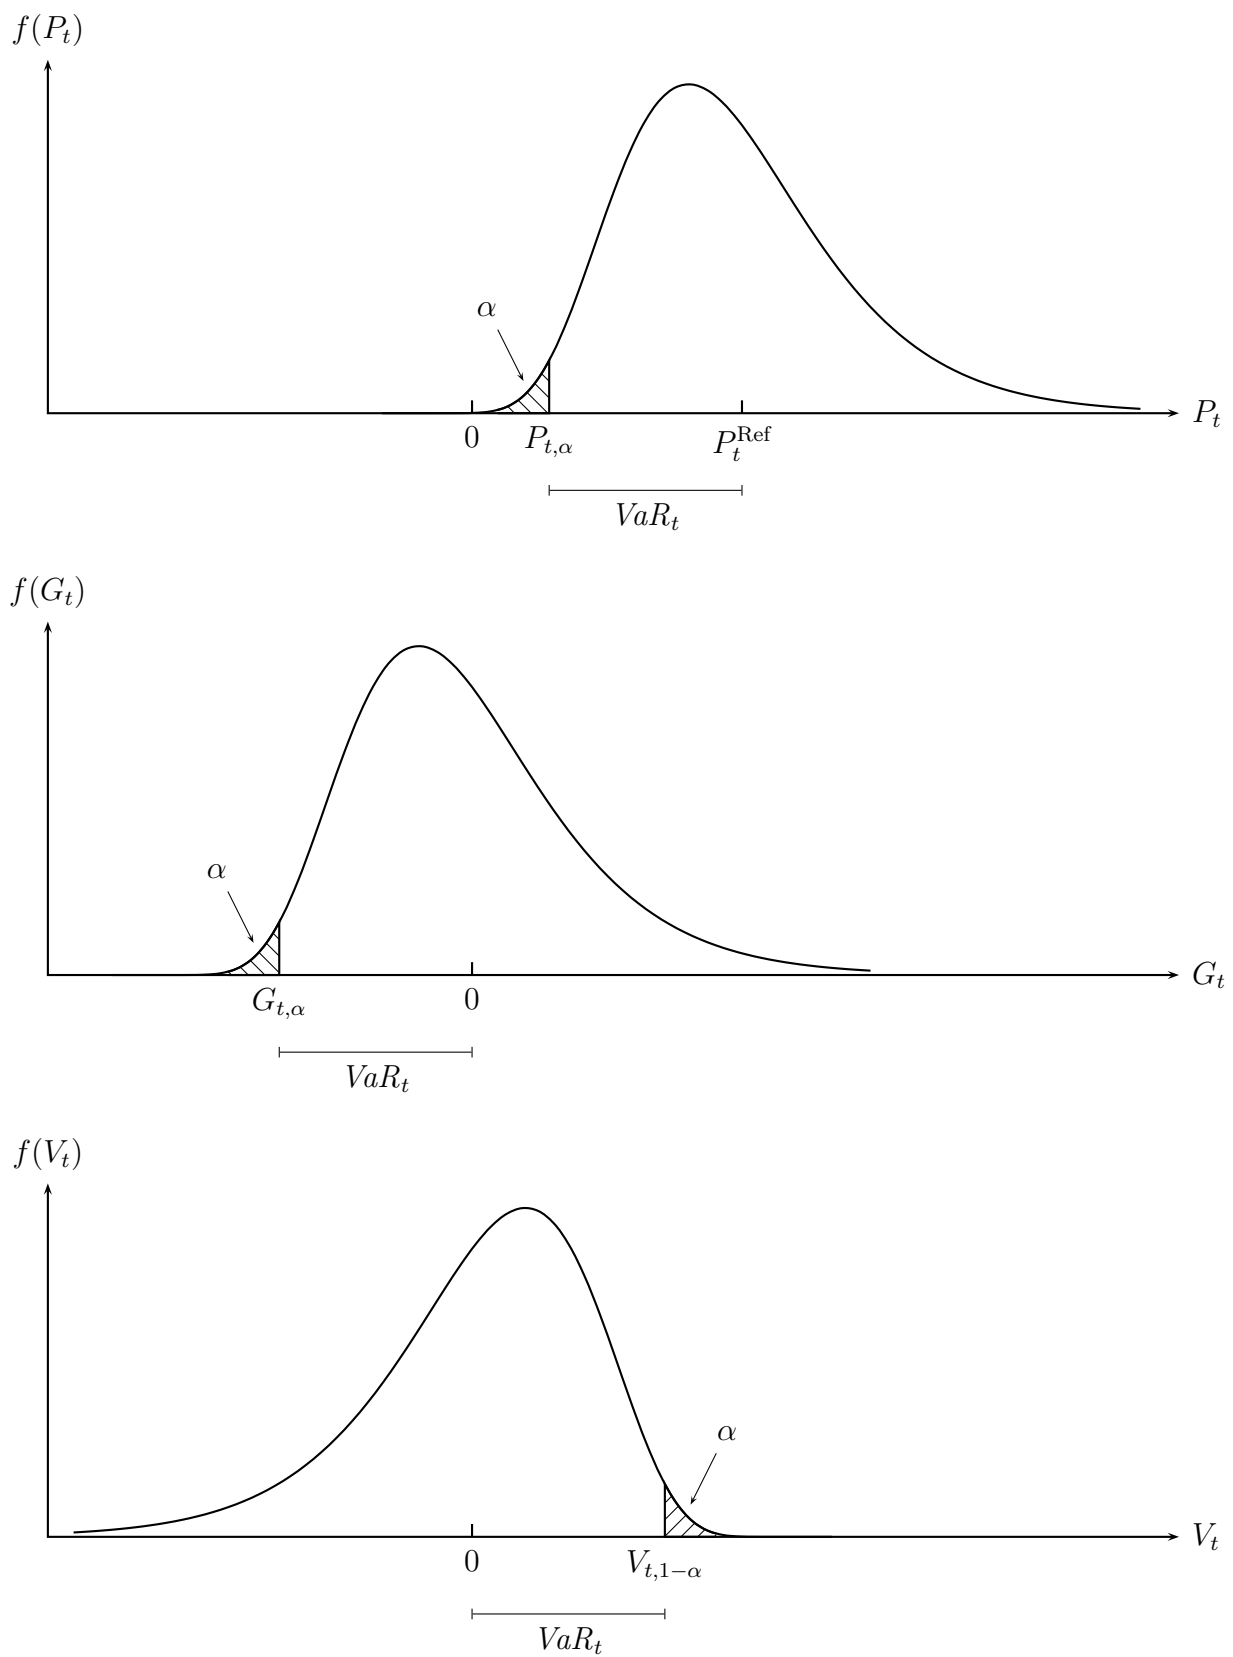 f(P_t)
α
0 P_{t,α} P_t^{Ref} P_t
VaR_t
f(G_t)
α
G_{t,α} 0 G_t
VaR_t
f(V_t)
α
0 V_{t,1−α} V_t
VaR_t